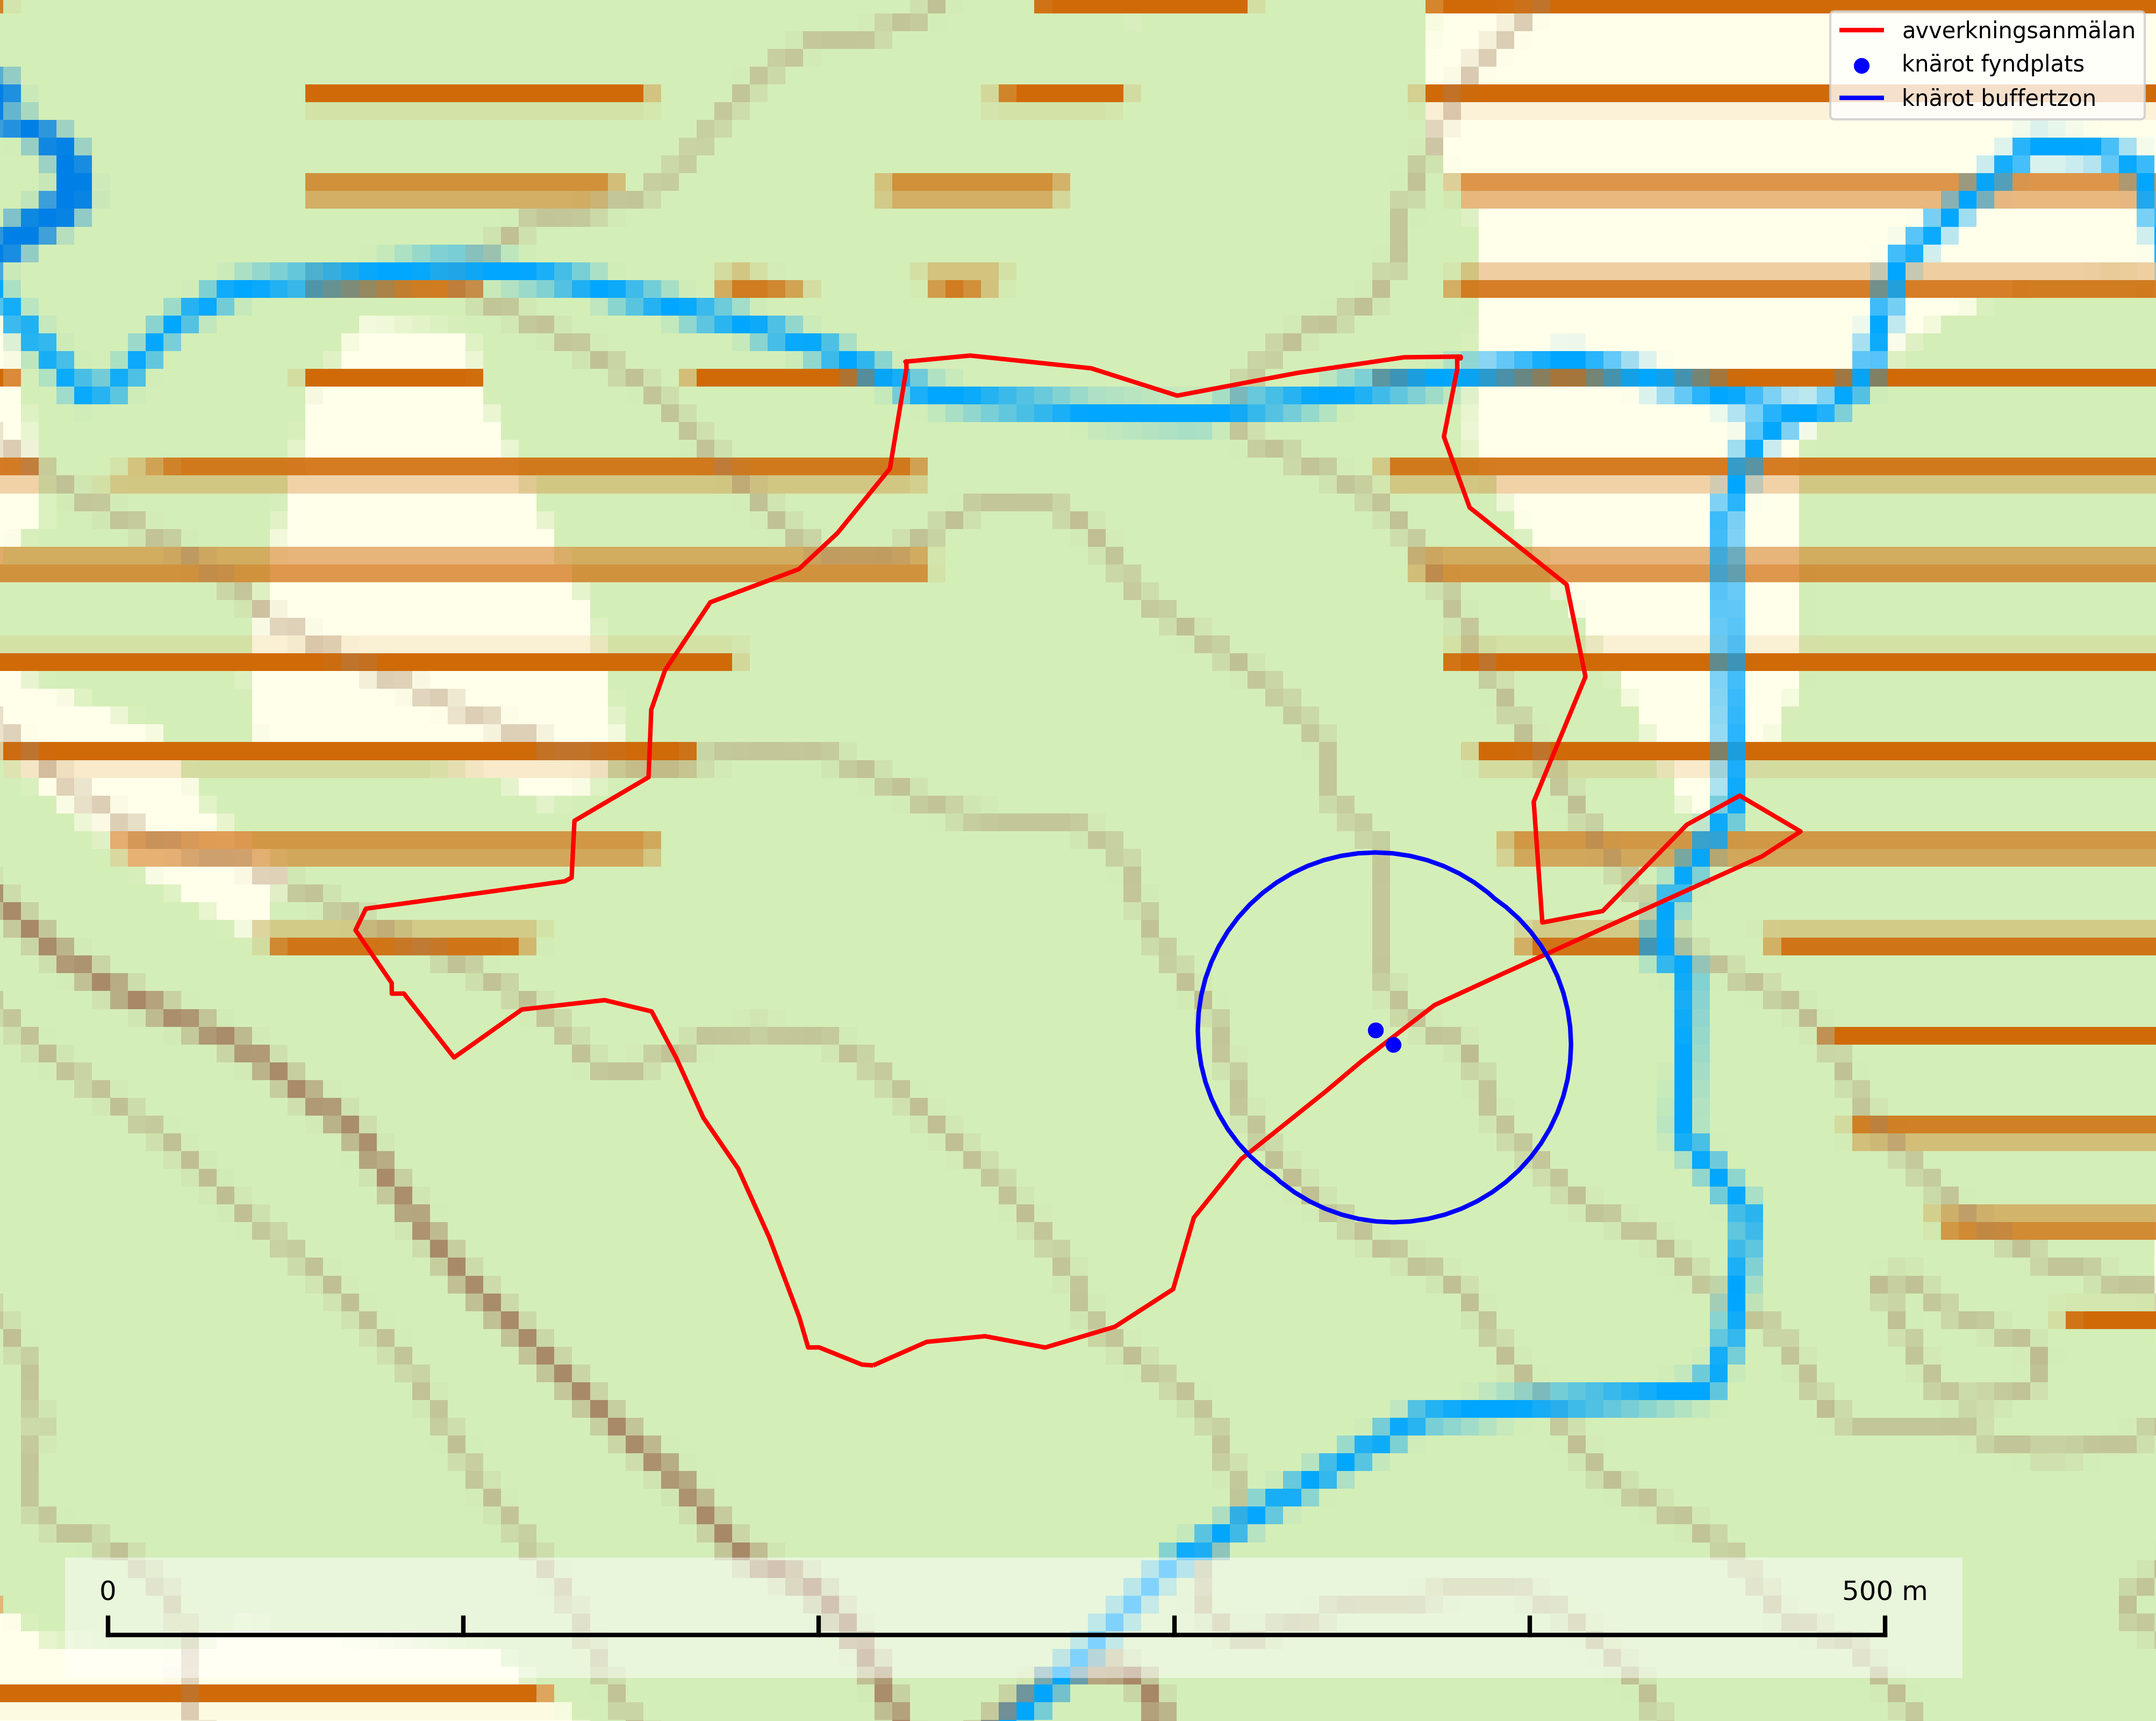 avverkningsanmälan
knärot fyndplats
knärot buffertzon
0
500 m